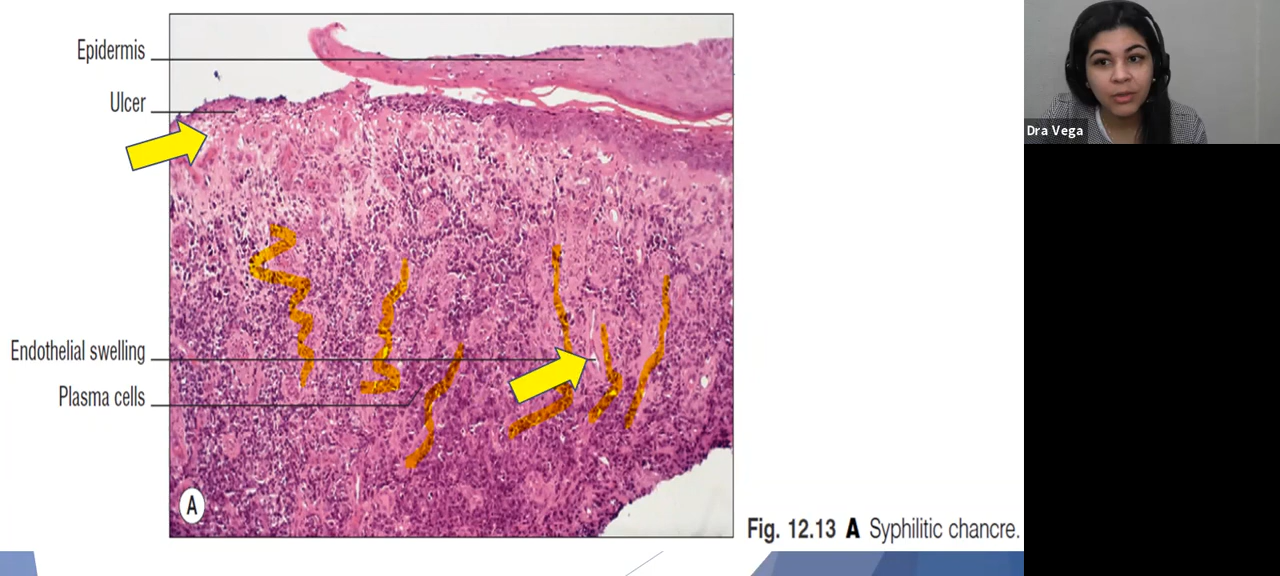 Epidermis
Ulcer
Endothelial swelling
Plasma cells
A
Fig. 12.13 A Syphilitic chancre.
Dra Vega